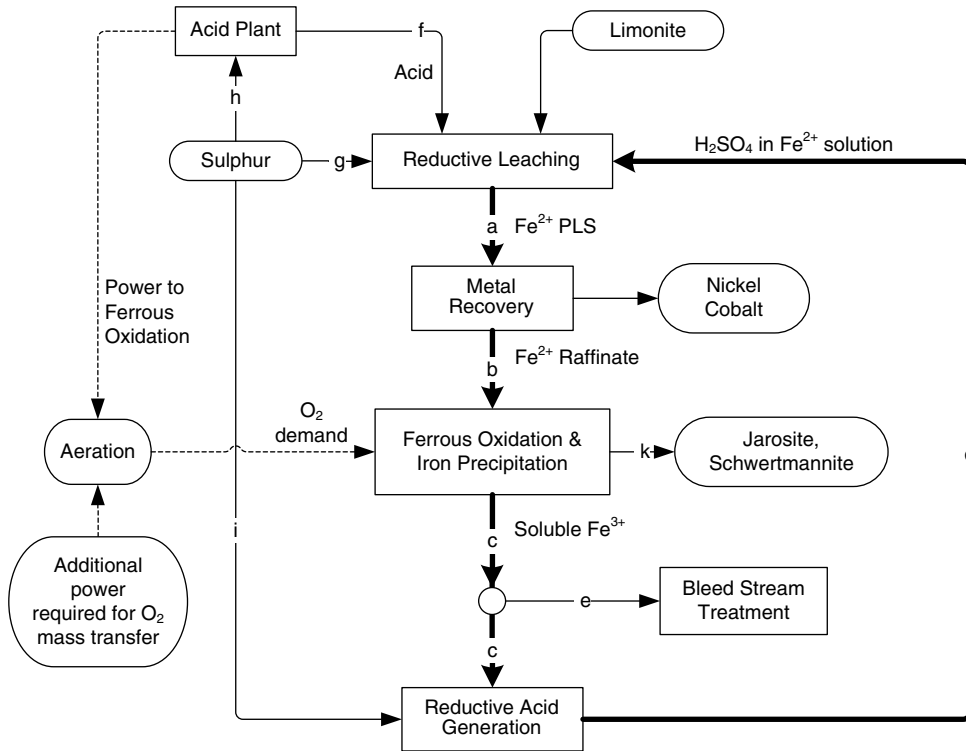 Acid Plant
f
Acid
Limonite
h
Sulphur
g
Reductive Leaching
H₂SO₄ in Fe²⁺ solution
a
Fe²⁺ PLS
Power to
Ferrous
Oxidation
Metal
Recovery
Nickel
Cobalt
b
Fe²⁺ Raffinate
O₂
demand
Aeration
Ferrous Oxidation &
Iron Precipitation
k
Jarosite,
Schwertmannite
i
Soluble Fe³⁺
c
Additional
power
required for O₂
mass transfer
e
Bleed Stream
Treatment
c
Reductive Acid
Generation